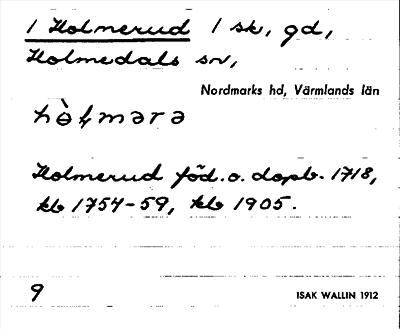 1 Holmerud 1 sk, gd,
Holmedals sn,
Nordmarks hd, Värmlands län
Holmerud föd. o. dopb. 1718,
kb 1754-59, kb 1905.
9
ISAK WALLIN 1912